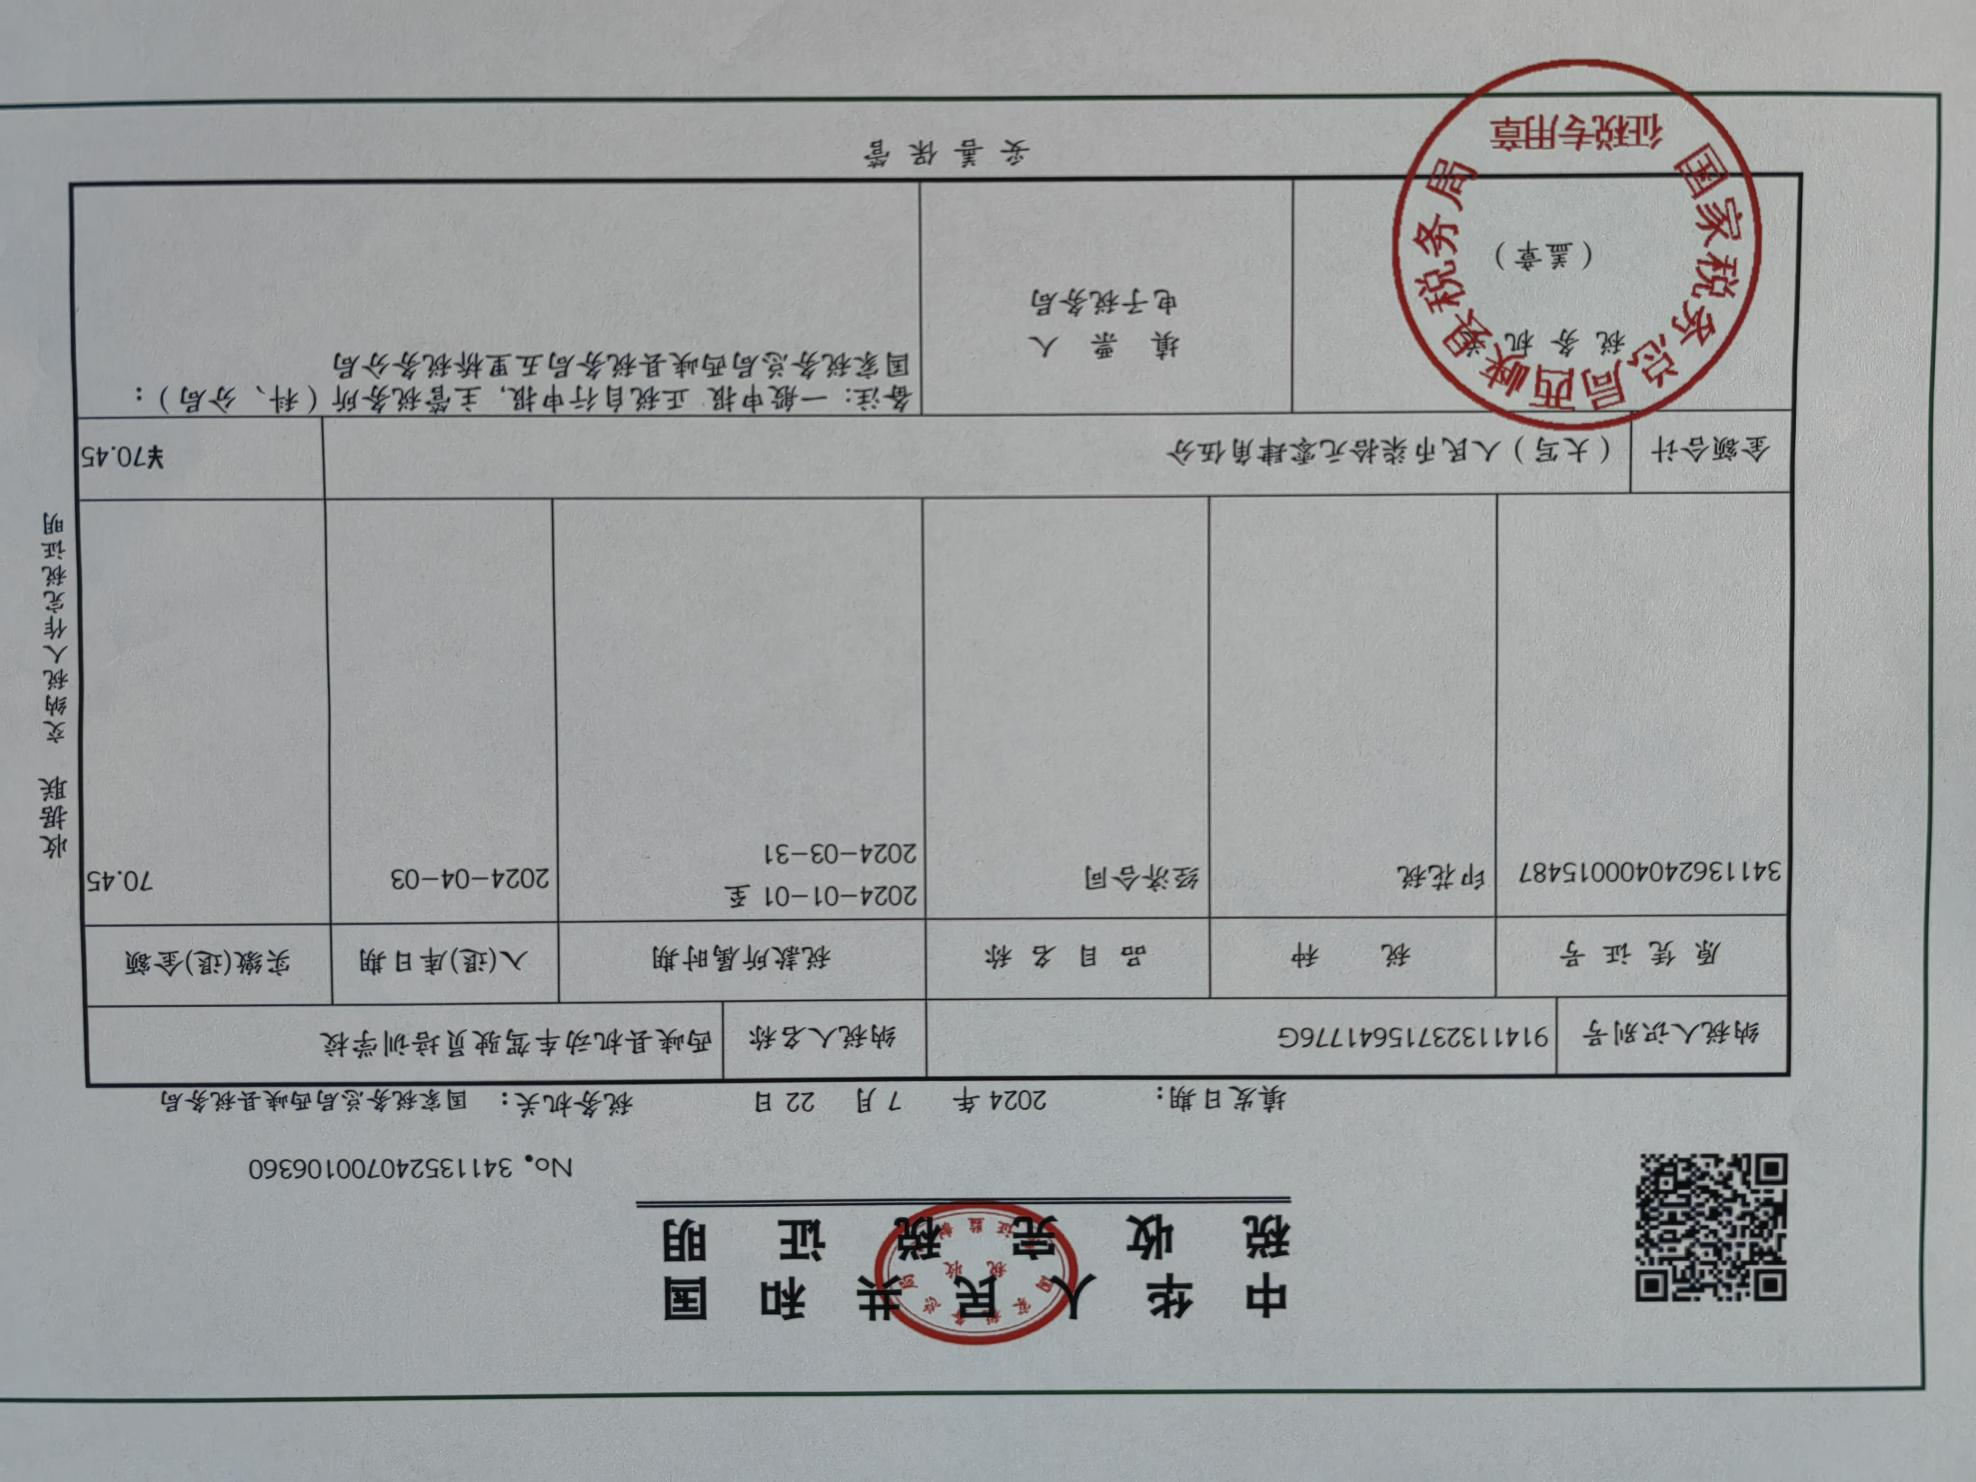 中华人民共和国
税收完税证明
No. 341135240700106360
填发日期： 2024 年 7 月 22 日 税务机关： 国家税务总局西峡县税务局
纳税人识别号 91411323715641776G 纳税人名称 西峡县机动车驾驶员培训学校
原凭证号 税种 品目名称 税款所属时期 入(退)库日期 实缴(退)金额
341136240400015487 印花税 经济合同 2024-01-01 至 2024-03-31 2024-04-03 70.45
金额合计 （大写）人民币柒拾元零肆角伍分 ¥70.45
税务机关
（盖章）
填票人
电子税务局
备注：一般申报 正税自行申报，主管税务所（科、分局）：
国家税务总局西峡县税务局五里桥税务分局
妥善保管
收据联 交纳税人作完税证明
国家税务总局西峡县税务局
征税专用章